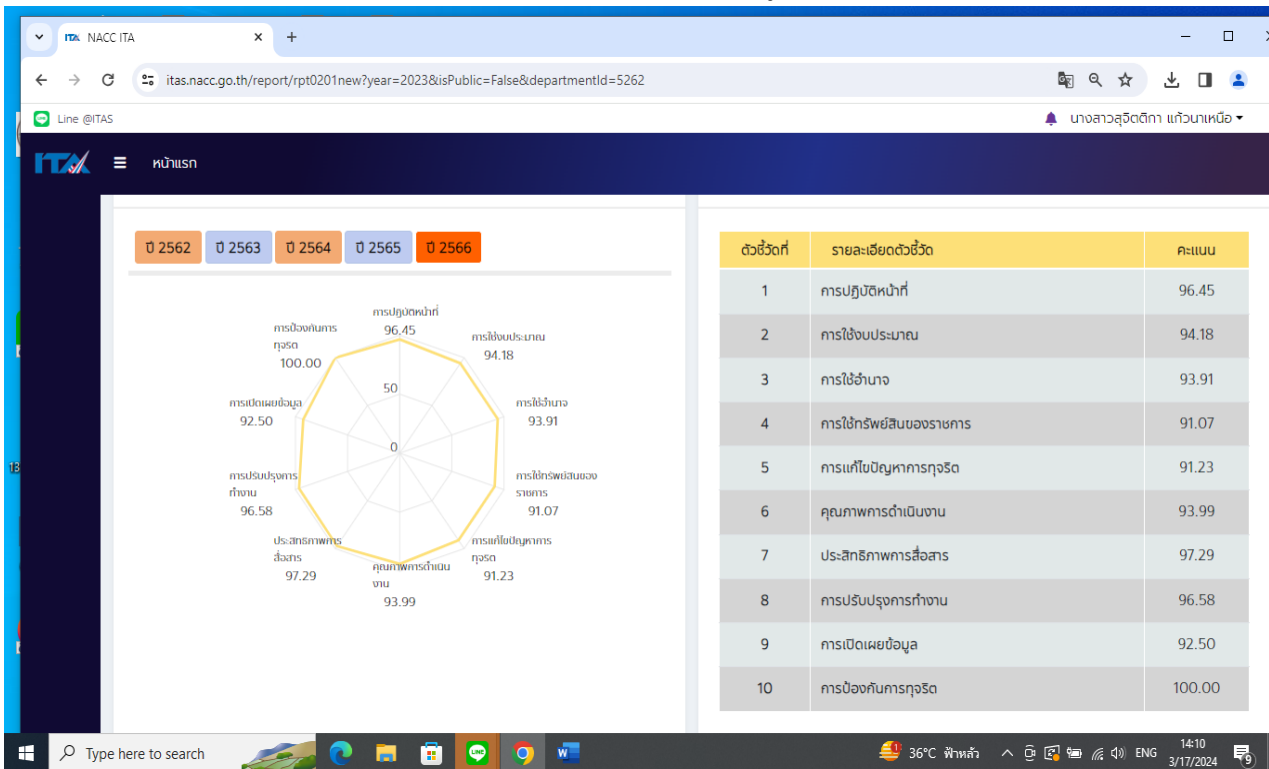 ITA NACC ITA
itas.nacc.go.th/report/rpt0201new?year=2023&isPublic=False&departmentId=5262
Line @ITAS
นางสาวสุจิตติกา แก้วนาเหนือ
ITA
หน้าแรก
ปี 2562 ปี 2563 ปี 2564 ปี 2565 ปี 2566
การปฏิบัติหน้าที่
96.45
การใช้งบประมาณ
94.18
การใช้อำนาจ
93.91
การใช้ทรัพย์สินของ
ราชการ
91.07
การแก้ไขปัญหาการ
ทุจริต
91.23
คุณภาพการดำเนิน
งาน
93.99
ประสิทธิภาพการ
สื่อสาร
97.29
การปรับปรุงการ
ทำงาน
96.58
การเปิดเผยข้อมูล
92.50
การป้องกันการ
ทุจริต
100.00
50
0
ตัวชี้วัดที่ รายละเอียดตัวชี้วัด คะแนน
1 การปฏิบัติหน้าที่ 96.45
2 การใช้งบประมาณ 94.18
3 การใช้อำนาจ 93.91
4 การใช้ทรัพย์สินของราชการ 91.07
5 การแก้ไขปัญหาการทุจริต 91.23
6 คุณภาพการดำเนินงาน 93.99
7 ประสิทธิภาพการสื่อสาร 97.29
8 การปรับปรุงการทำงาน 96.58
9 การเปิดเผยข้อมูล 92.50
10 การป้องกันการทุจริต 100.00
Type here to search
36°C ฟ้าหลัว
ENG
14:10
3/17/2024